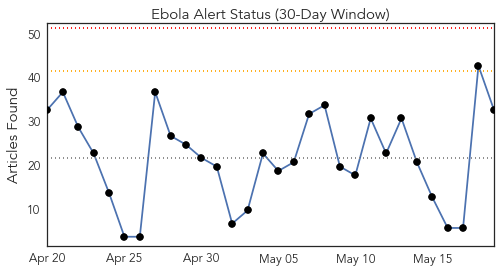 Ebola Alert Status (30-Day Window)
Articles Found
50
40
30
20
10
Apr 20 Apr 25 Apr 30 May 05 May 10 May 15